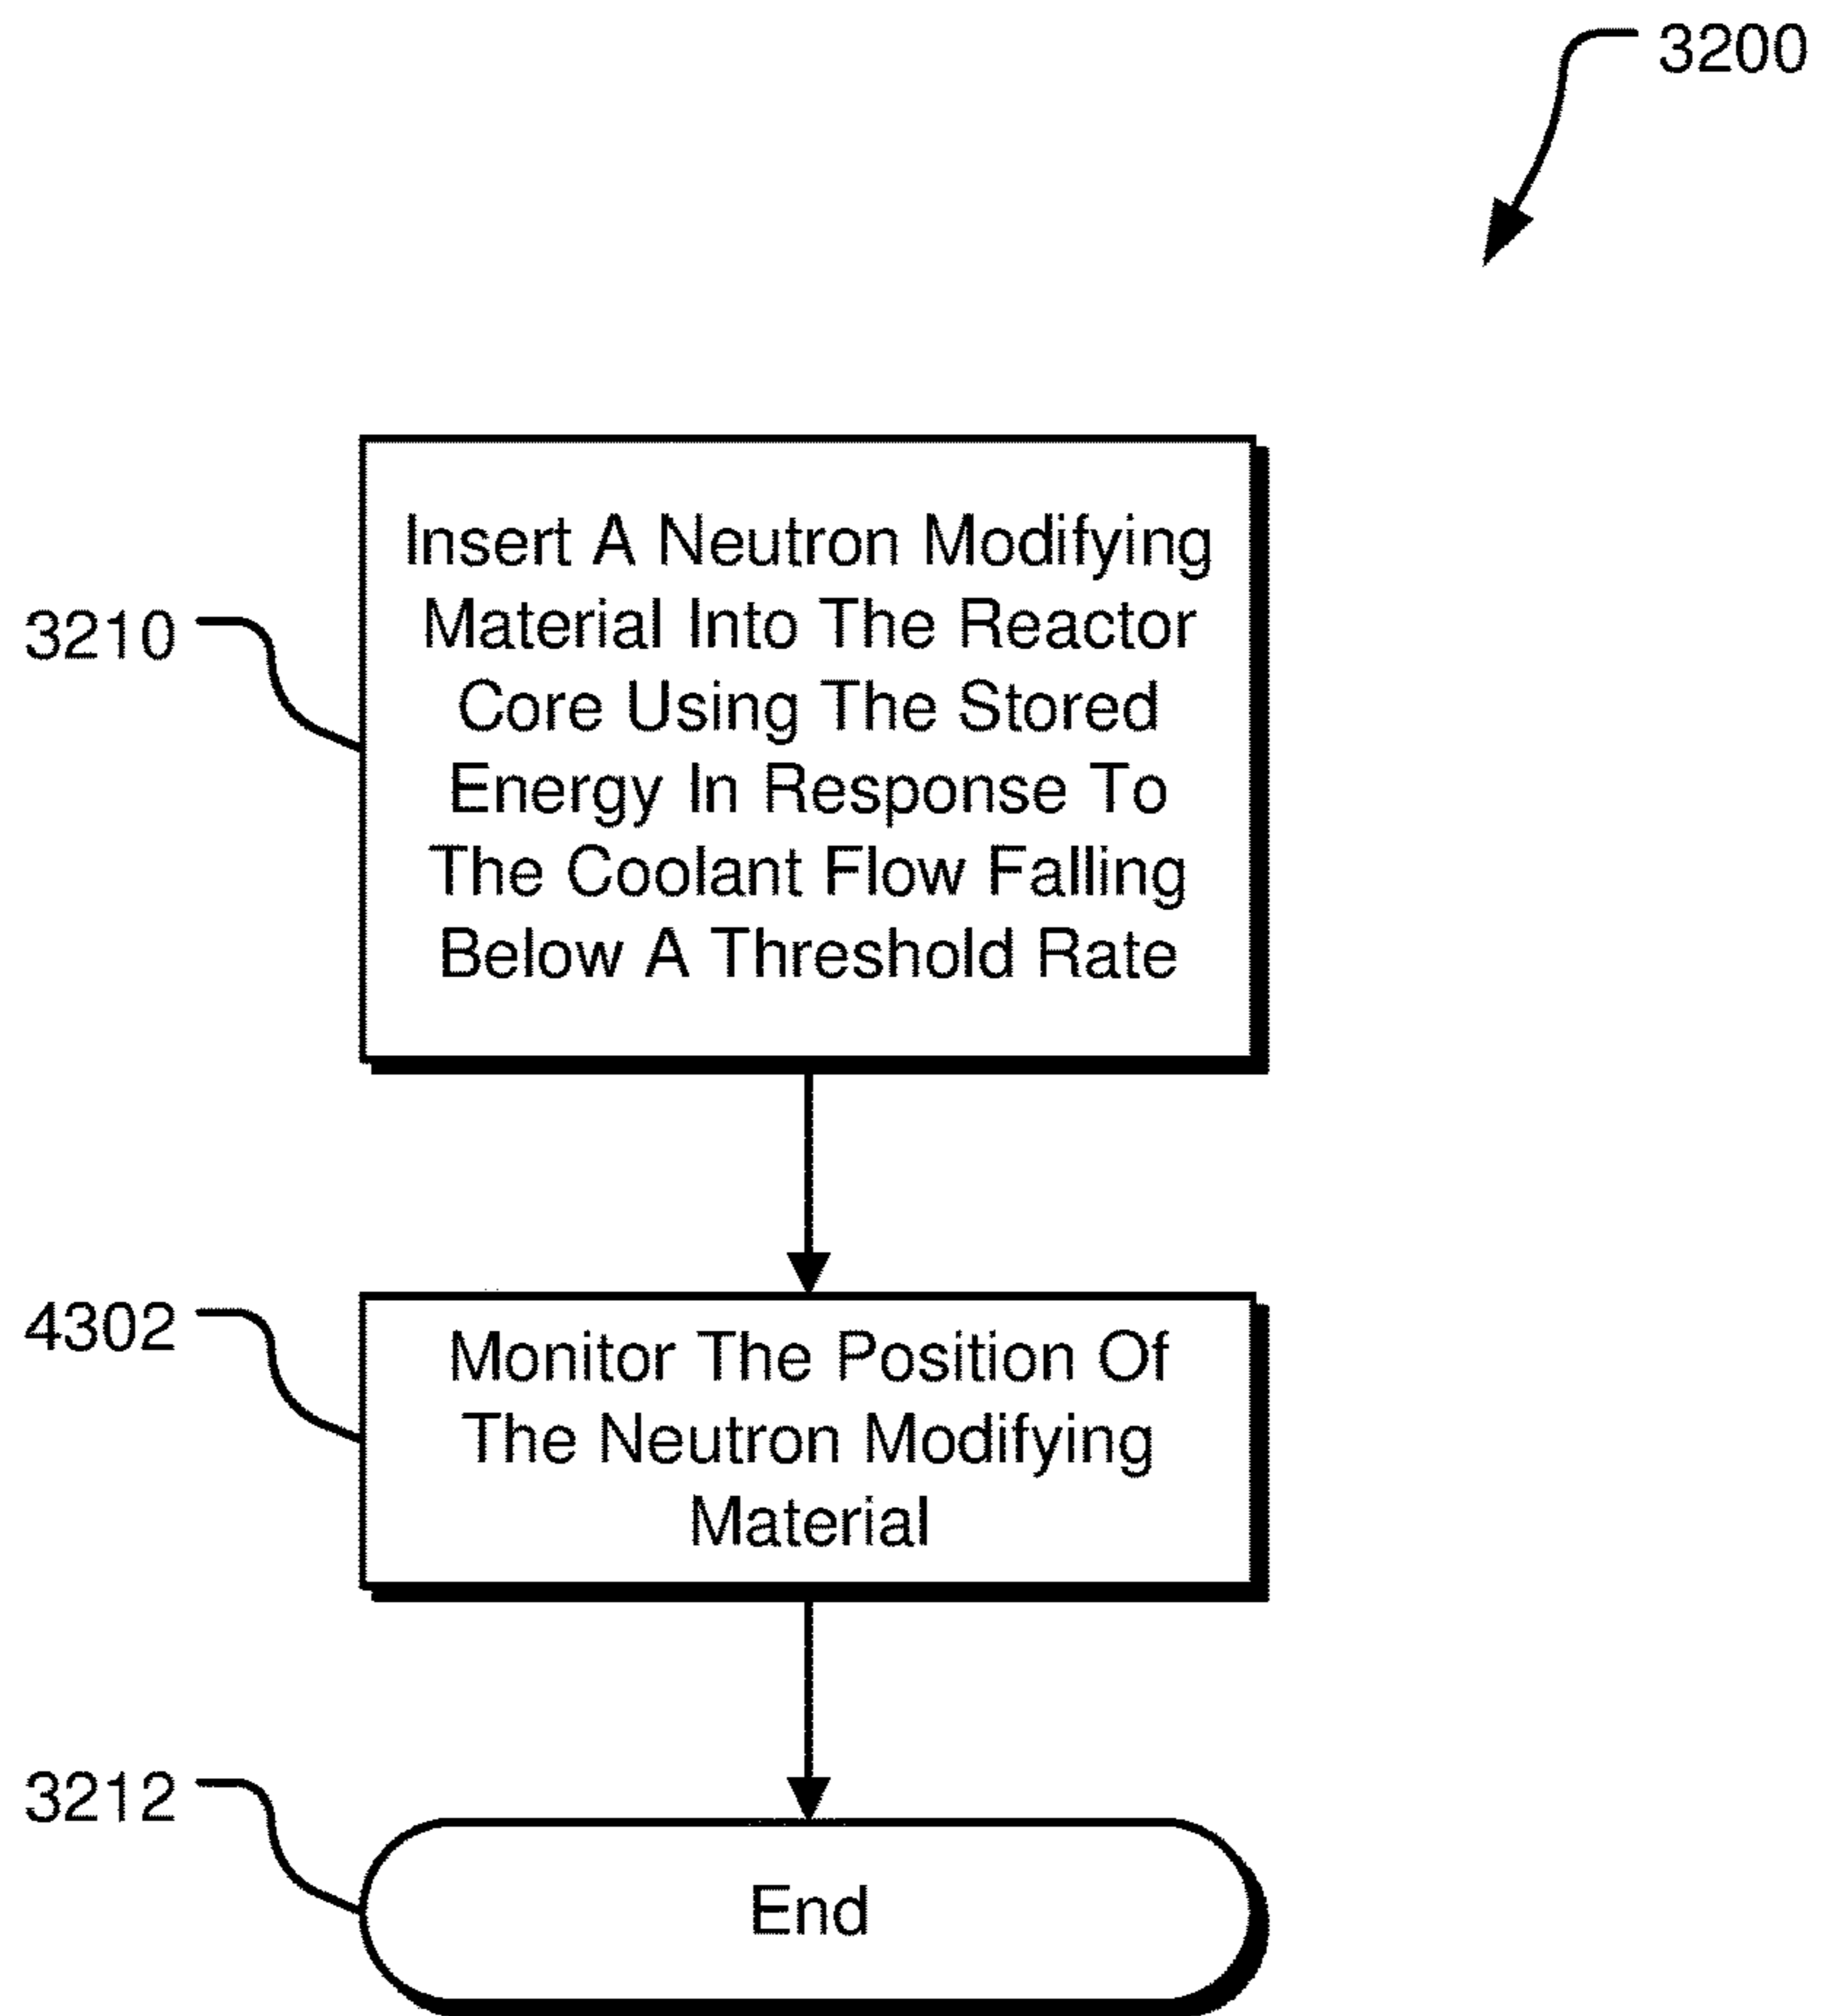 3200
3210
Insert A Neutron Modifying
Material Into The Reactor
Core Using The Stored
Energy In Response To
The Coolant Flow Falling
Below A Threshold Rate
4302
Monitor The Position Of
The Neutron Modifying
Material
3212
End